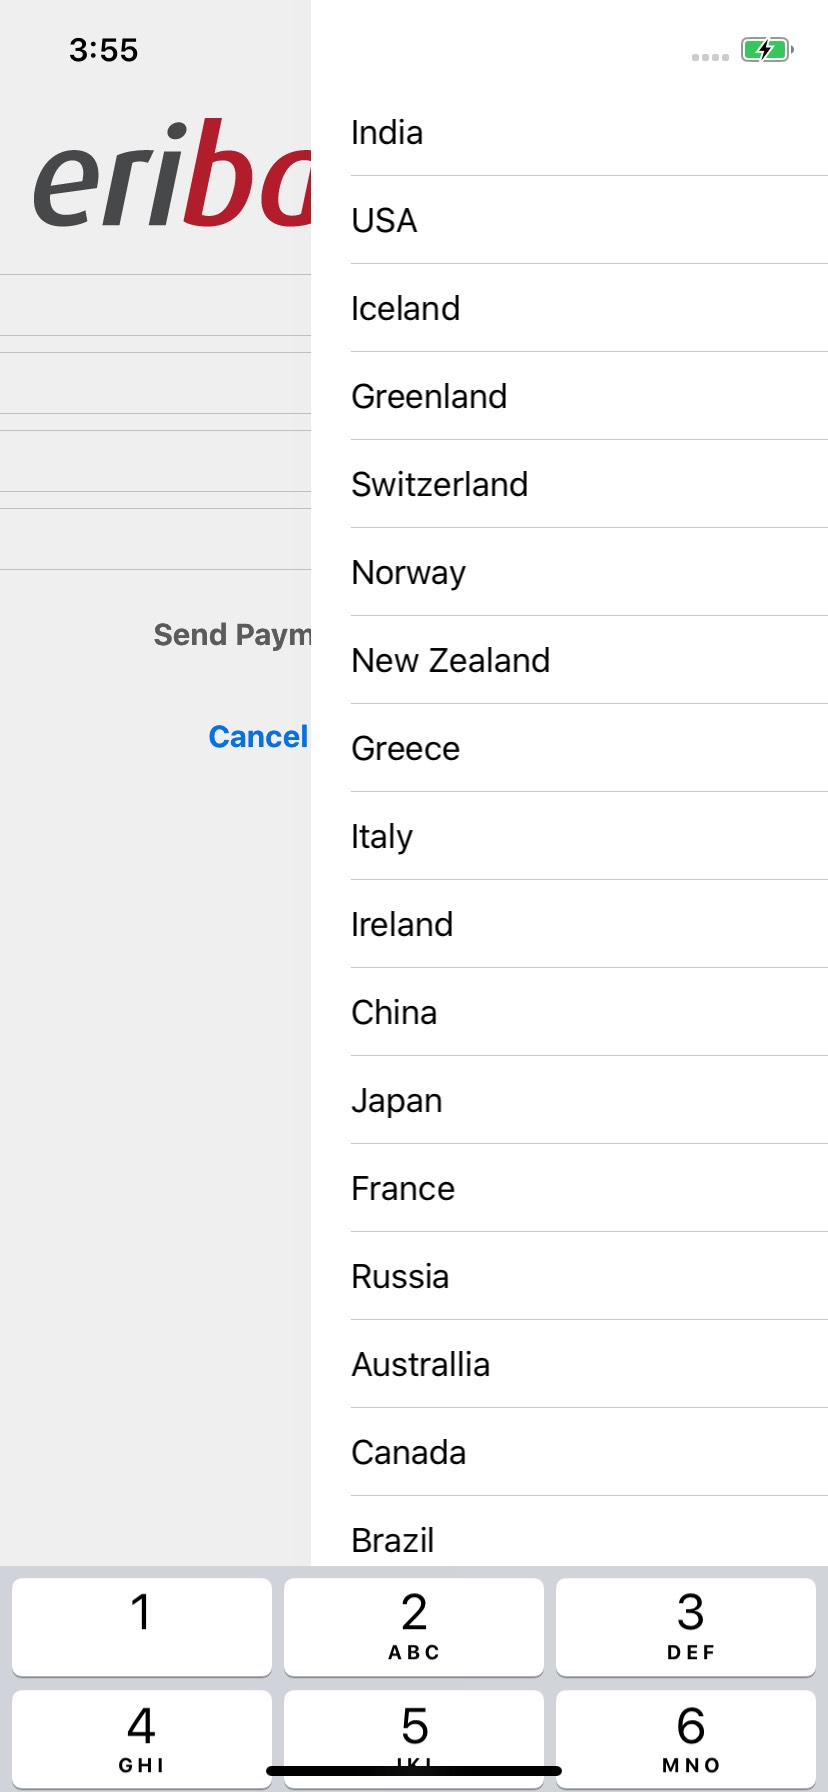 3:55
eriba
India
USA
Iceland
Greenland
Switzerland
Norway
Send Paym
New Zealand
Cancel
Greece
Italy
Ireland
China
Japan
France
Russia
Australlia
Canada
Brazil
1
2
3
ABC
DEF
4
5
6
GHI
JKL
MNO